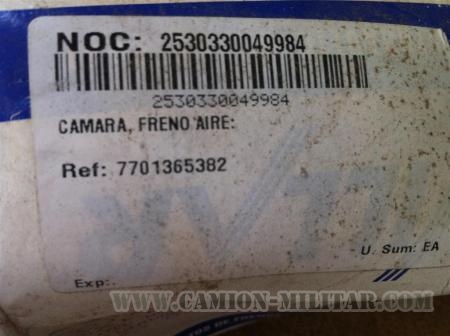 NOC: 2530330049984
2530330049984
CAMARA, FRENO AIRE:
Ref: 7701365382
U. Sum: EA
Exp:
WWW.CAMION-MILITAR.COM